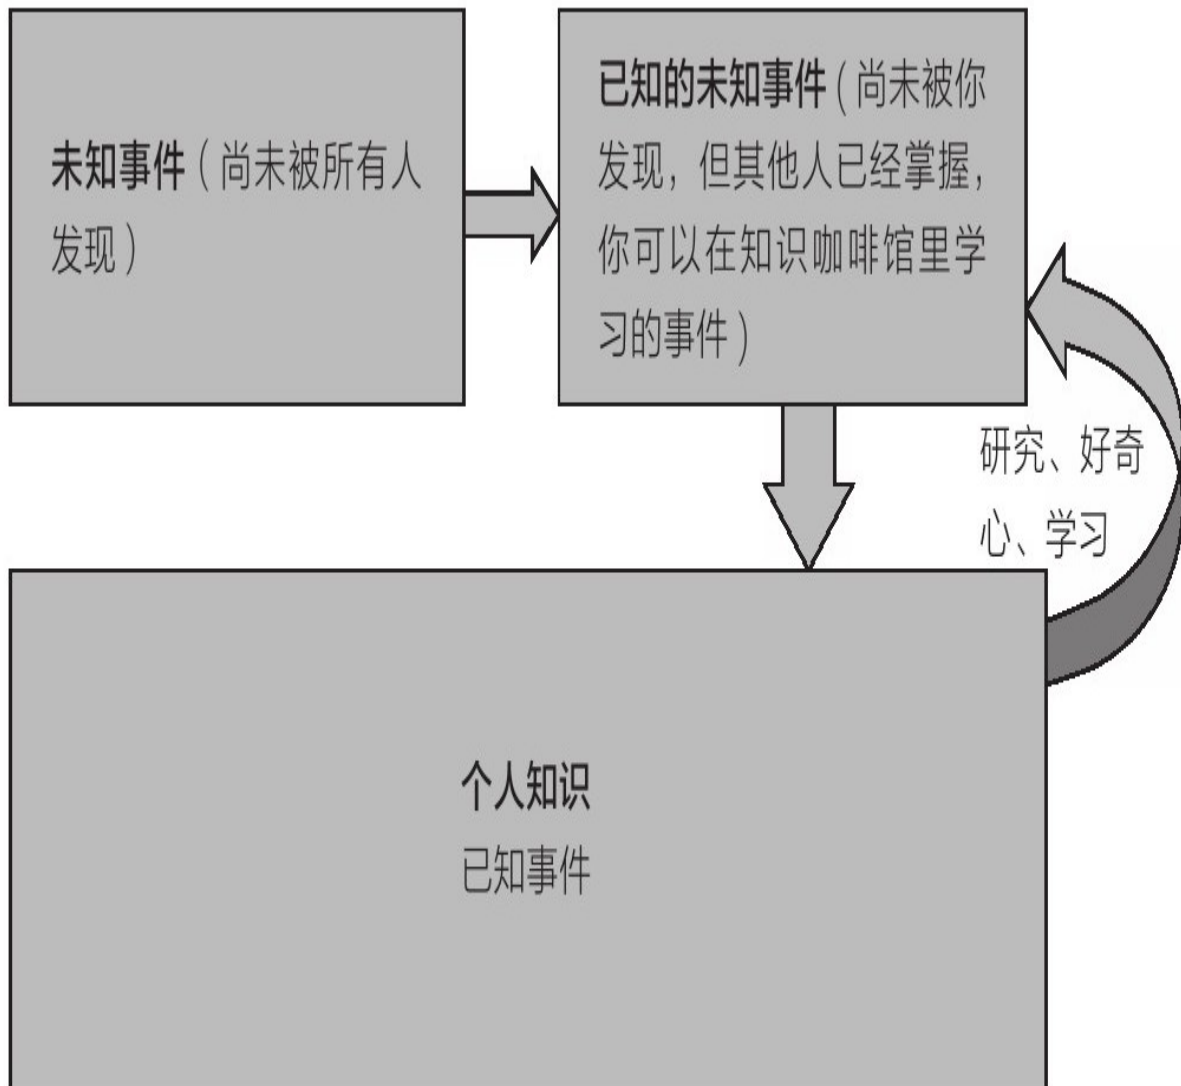 未知事件（尚未被所有人
发现）
已知的未知事件（尚未被你
发现，但其他人已经掌握，
你可以在知识咖啡馆里学
习的事件）
研究、好奇
心、学习
个人知识
已知事件